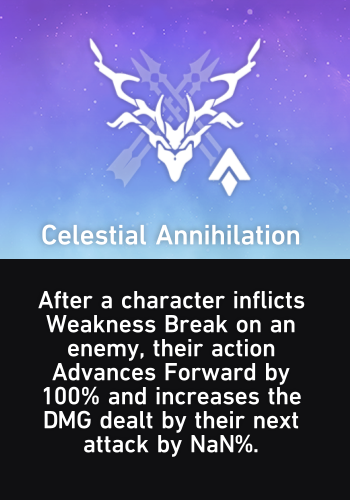 Celestial Annihilation
After a character inflicts
Weakness Break on an
enemy, their action
Advances Forward by
100% and increases the
DMG dealt by their next
attack by NaN%.